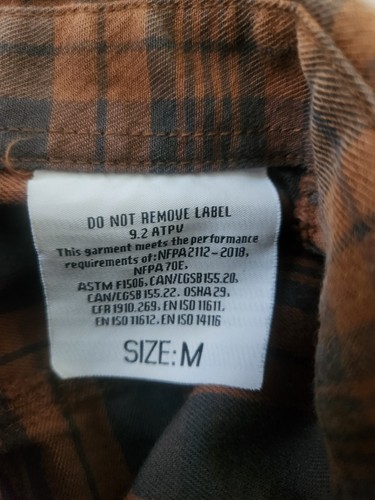 DO NOT REMOVE LABEL
9.2 ATPV
This garment meets the performance
requirements of: NFPA 2112-2018,
NFPA 70E,
ASTM F1506, CAN/CGSB 155.20,
CAN/CGSB 155.22. OSHA 29,
CFR 1910.269, EN ISO 11611.
EN ISO 11612, EN ISO 14116
SIZE: M